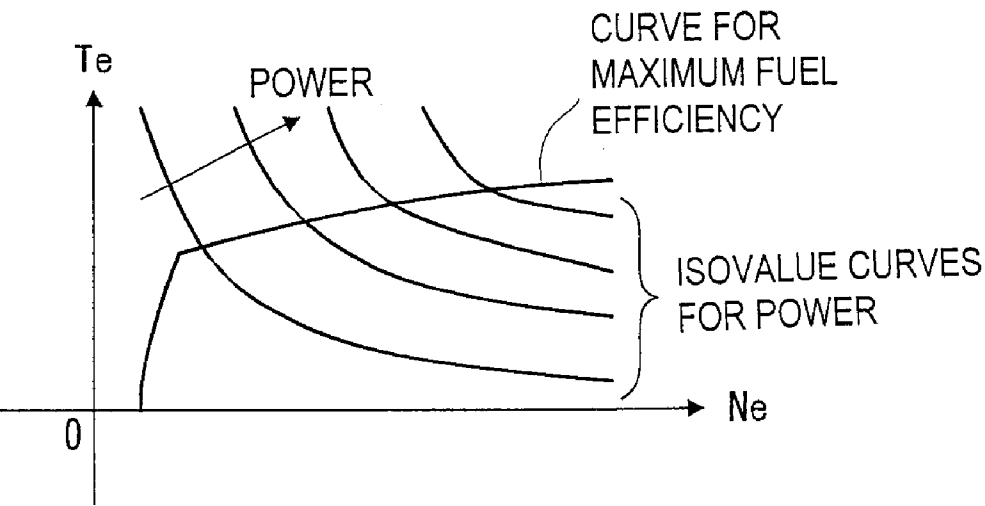 Te
POWER
CURVE FOR
MAXIMUM FUEL
EFFICIENCY
ISOVALUE CURVES
FOR POWER
Ne
0